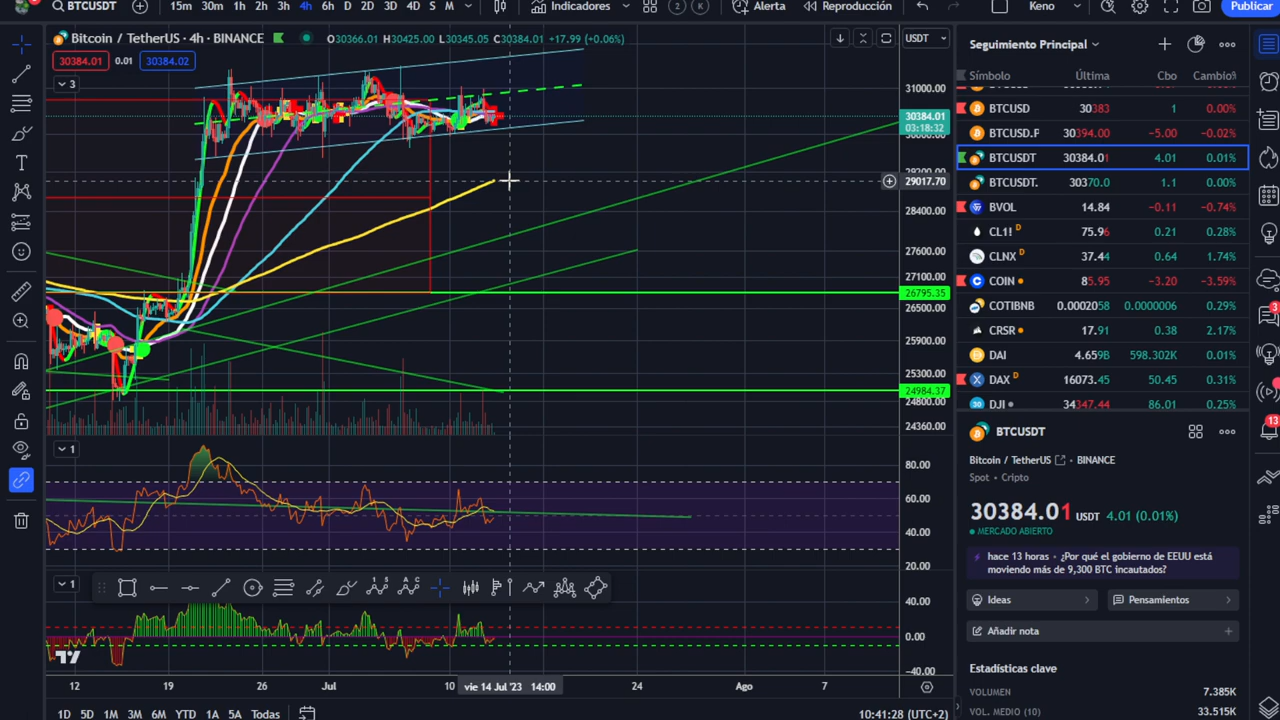 BTCUSDT
15m 30m 1h 2h 3h 4h 6h D 2D 3D 4D S M
Indicadores
2
K
Alerta
Reproducción
Keno
Publicar
Bitcoin / TetherUS · 4h · BINANCE
O30366.01 H30425.00 L30345.05 C30384.01 +17.99 (+0.06%)
USDT
30384.01
0.01
30384.02
3
31000.00
30384.01
03:18:32
29017.70
28400.00
27600.00
27100.00
26795.35
26500.00
25900.00
25300.00
24984.37
24800.00
24360.00
1
80.00
60.00
40.00
20.00
1
40.00
0.00
-40.00
12
19
26
Jul
10
vie 14 Jul '23 14:00
24
Ago
7
1D 5D 1M 3M 6M YTD 1A 5A Todas
10:41:28 (UTC+2)
Seguimiento Principal
Símbolo Última Cbo Cambio%
BTCUSD 30383 1 0.00%
BTCUSD.P 30394.00 -5.00 -0.02%
BTCUSDT 30384.01 4.01 0.01%
BTCUSDT. 30370.0 1.1 0.00%
BVOL 14.84 -0.11 -0.74%
CL1! D 75.96 0.21 0.28%
CLNX D 37.44 0.64 1.74%
COIN 85.95 -3.20 -3.59%
COTIBNB 0.0002058 0.0000006 0.29%
CRSR 17.91 0.38 2.17%
DAI 4.659B 598.302K 0.01%
DAX D 16073.45 50.45 0.31%
DJI 34347.44 86.01 0.25%
BTCUSDT
Bitcoin / TetherUS · BINANCE
Spot · Cripto
30384.01 USDT 4.01 (0.01%)
MERCADO ABIERTO
hace 13 horas · ¿Por qué el gobierno de EEUU está
moviendo más de 9,300 BTC incautados?
Ideas
Pensamientos
Añadir nota
Estadísticas clave
VOLUMEN 7.385K
VOL. MEDIO (10) 33.515K
3
13